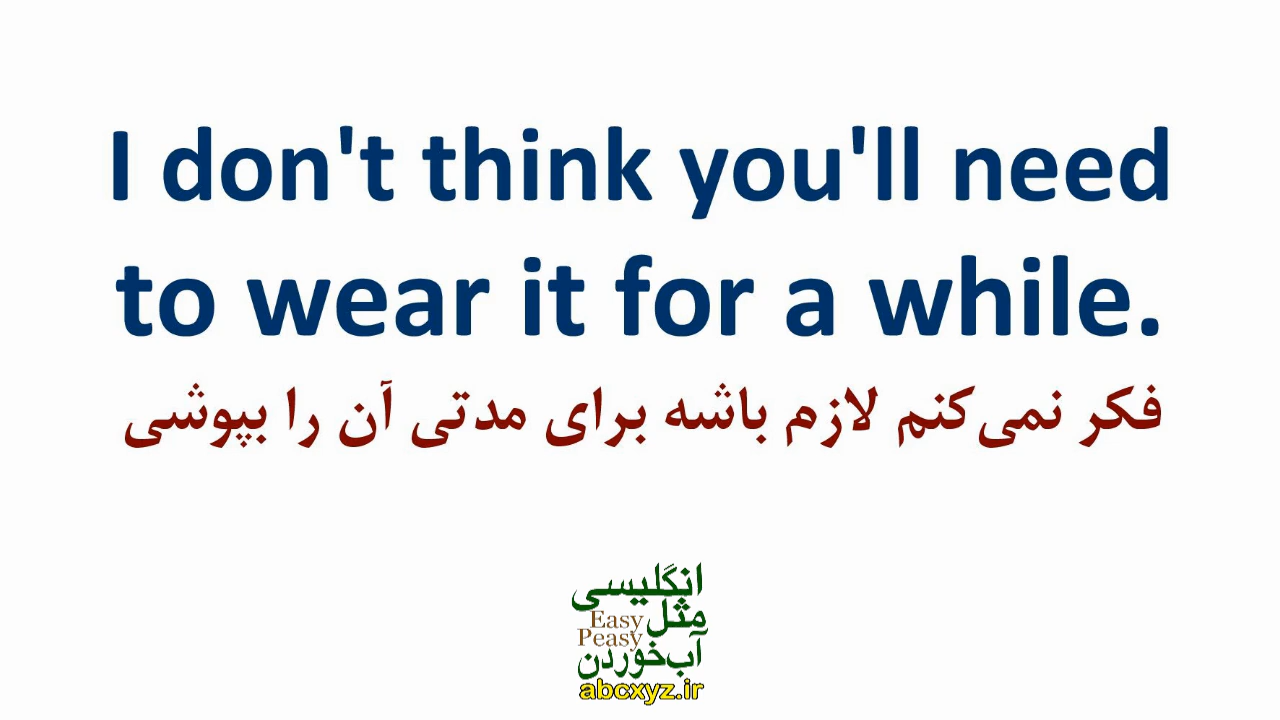 I don't think you'll need
to wear it for a while.
فکر نمی‌کنم لازم باشه برای مدتی آن را بپوشی
انگلیسی
مثل
Easy
Peasy
آب‌خوردن
abcxyz.ir